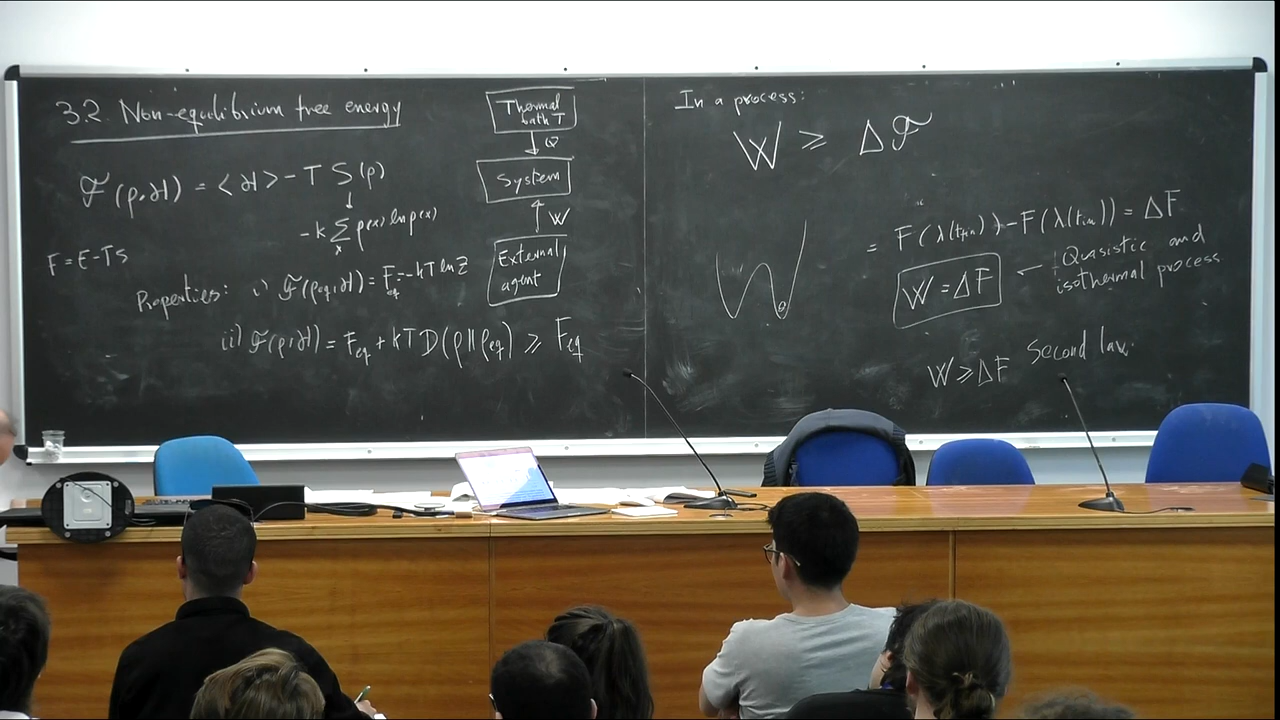 3.2. Non-equilibrium free energy
ℱ(ρ,ℋ) = <ℋ> - T S(ρ)
↓
-k ∑ₓ p(x) ln p(x)
F = E - TS
Properties: i) ℱ(ρeq,ℋ) = Feq = -kT ln Z
ii) ℱ(ρ,ℋ) = Feq + kT D(ρ||ρeq) ≥ Feq
Thermal
bath T
↓ Q
System
↑ W
External
agent
In a process:
W ≥ Δℱ
= F(λ(tfin)) - F(λ(tin)) = ΔF
W = ΔF ← Quasistic and
isothermal process
W ≥ ΔF Second law.